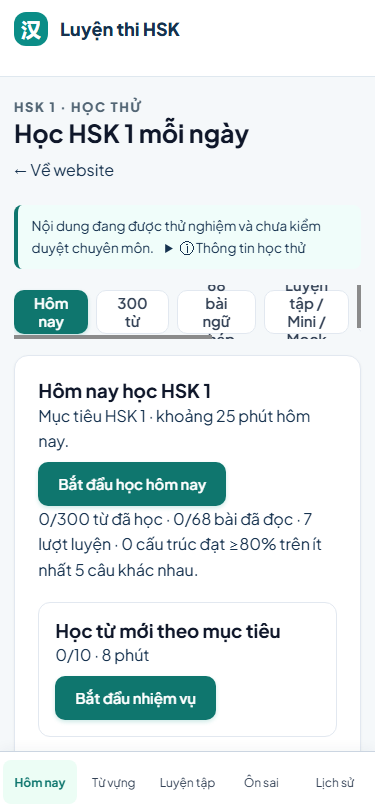 汉 Luyện thi HSK
HSK 1 · HỌC THỬ
Học HSK 1 mỗi ngày
← Về website
Nội dung đang được thử nghiệm và chưa kiểm
duyệt chuyên môn. ▶ ⓘ Thông tin học thử
Hôm
nay
300
từ
68
bài
ngữ
pháp
Luyện
tập /
Mini /
Mock
Hôm nay học HSK 1
Mục tiêu HSK 1 · khoảng 25 phút hôm
nay.
Bắt đầu học hôm nay
0/300 từ đã học · 0/68 bài đã đọc · 7
lượt luyện · 0 cấu trúc đạt ≥80% trên ít
nhất 5 câu khác nhau.
Học từ mới theo mục tiêu
0/10 · 8 phút
Bắt đầu nhiệm vụ
Hôm nay Từ vựng Luyện tập Ôn sai Lịch sử